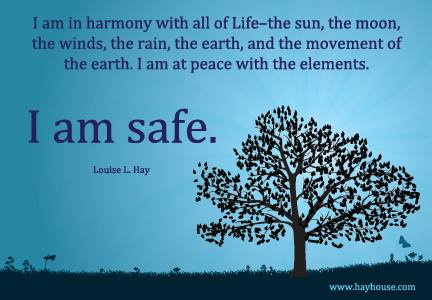 I am in harmony with all of Life–the sun, the moon,
the winds, the rain, the earth, and the movement of
the earth. I am at peace with the elements.
I am safe.
Louise L. Hay
www.hayhouse.com